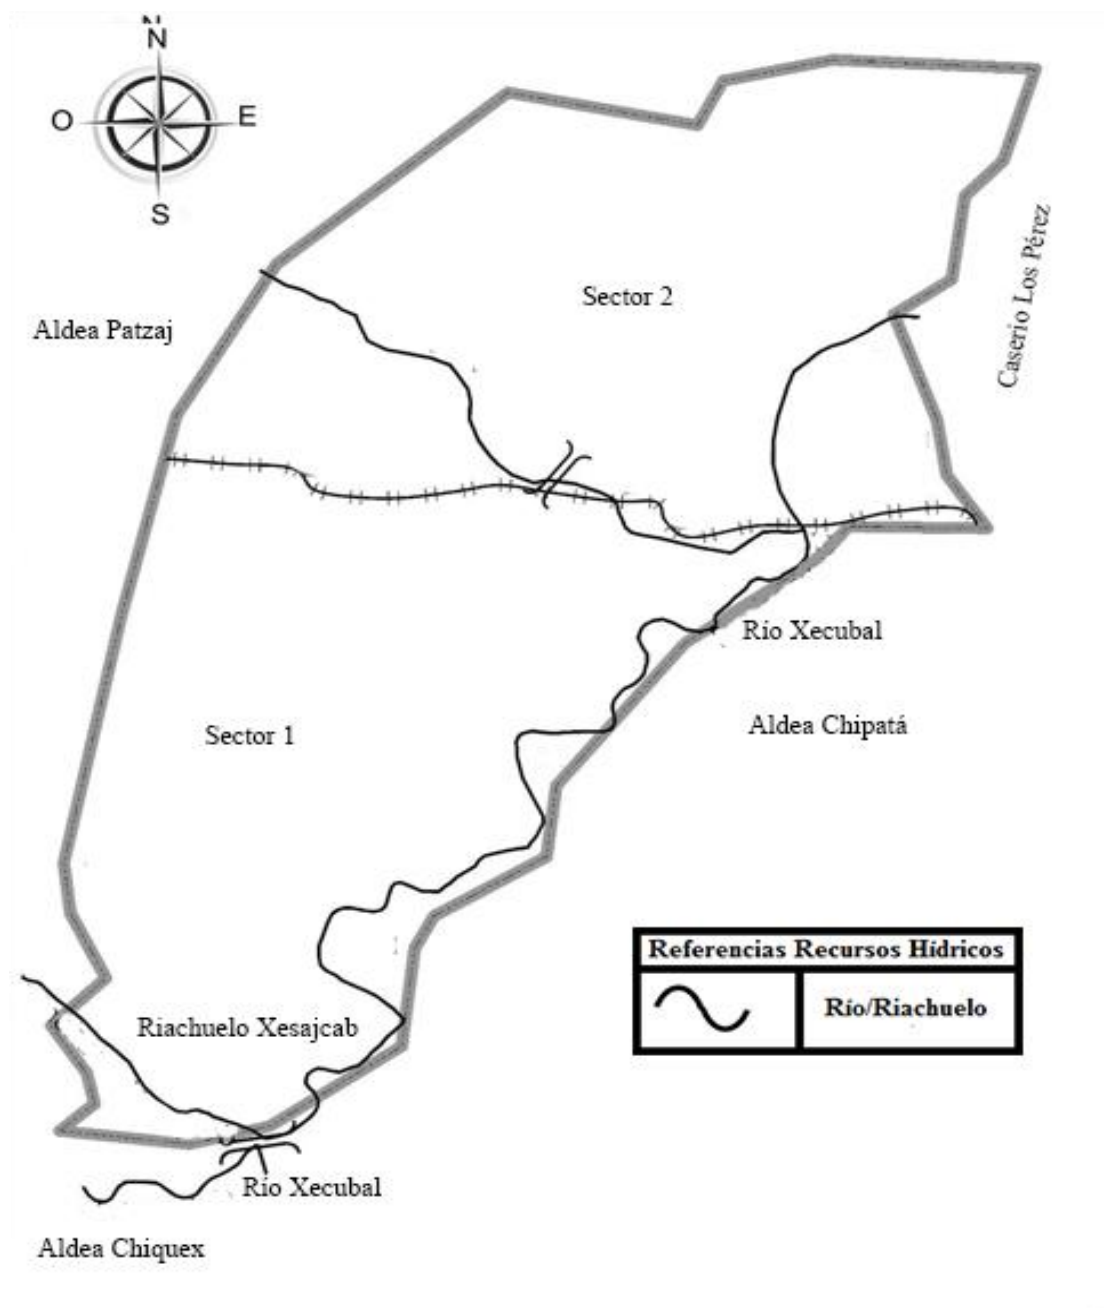 N
N
O
E
S
Sector 2
Caserio Los Pérez
Aldea Patzaj
Río Xecubal
Aldea Chipatá
Sector 1
Referencias Recursos Hídricos
Río/Riachuelo
Riachuelo Xesajcab
Río Xecubal
Aldea Chiquex